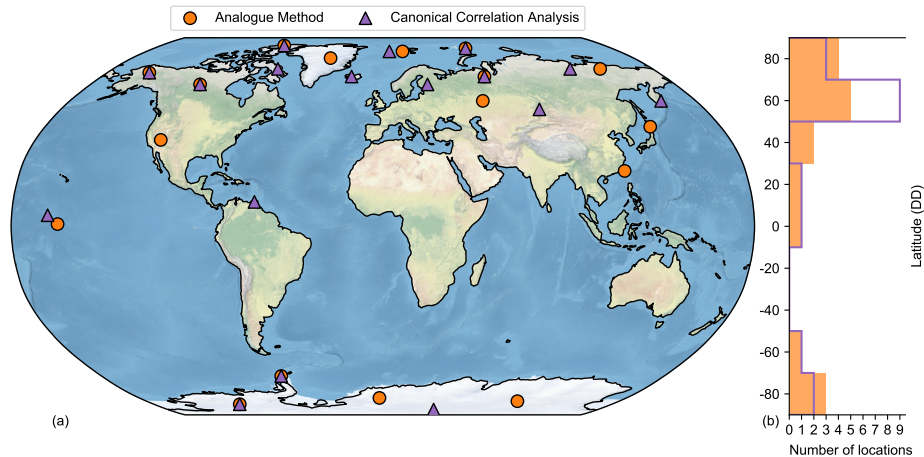 Analogue Method
Canonical Correlation Analysis
80
60
40
20
0
-20
-40
-60
-80
Latitude (DD)
0 1 2 3 4 5 6 7 8 9
Number of locations
(a)
(b)